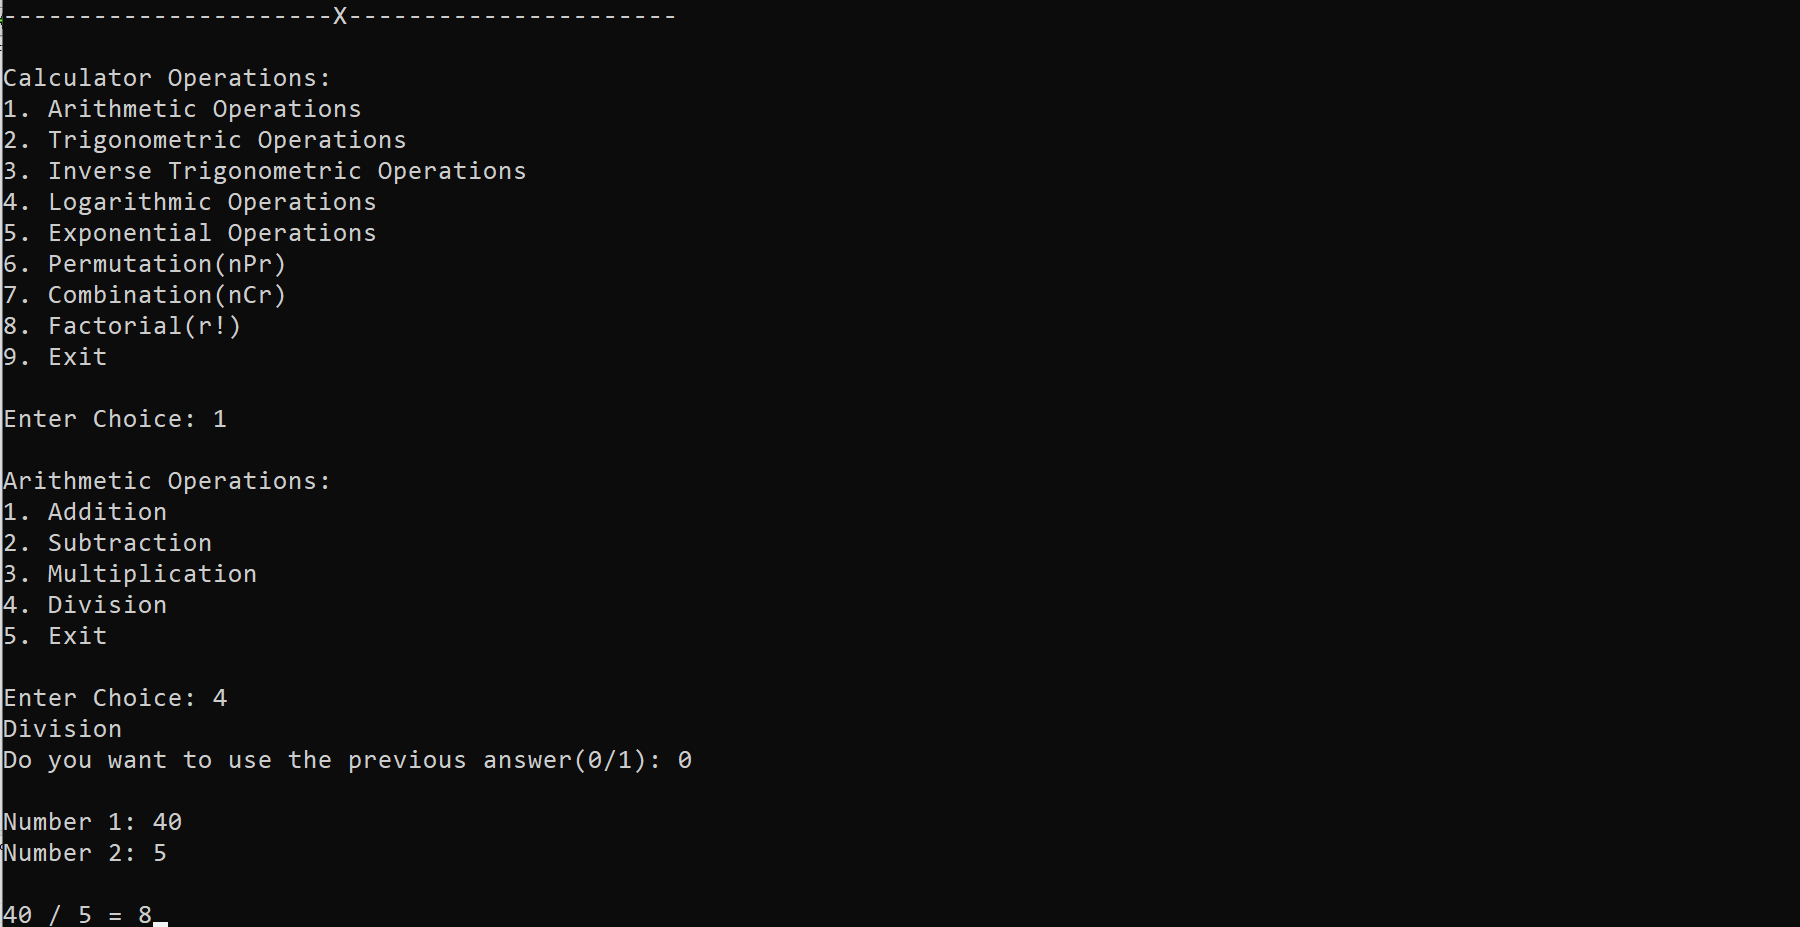 ----------------------X----------------------
Calculator Operations:
1. Arithmetic Operations
2. Trigonometric Operations
3. Inverse Trigonometric Operations
4. Logarithmic Operations
5. Exponential Operations
6. Permutation(nPr)
7. Combination(nCr)
8. Factorial(r!)
9. Exit
Enter Choice: 1
Arithmetic Operations:
1. Addition
2. Subtraction
3. Multiplication
4. Division
5. Exit
Enter Choice: 4
Division
Do you want to use the previous answer(0/1): 0
Number 1: 40
Number 2: 5
40 / 5 = 8